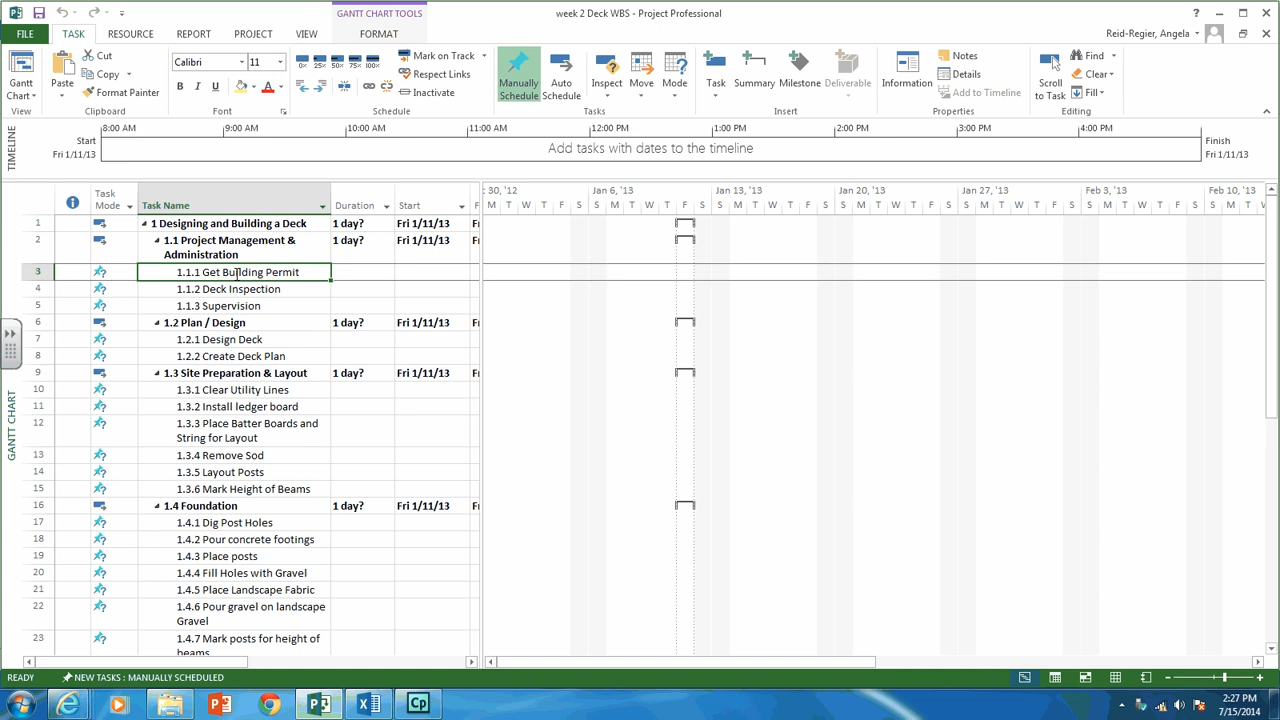 GANTT CHART TOOLS
week 2 Deck WBS - Project Professional
FILE TASK RESOURCE REPORT PROJECT VIEW FORMAT
Reid-Regier, Angela
Gantt Chart
View
Paste
Cut
Copy
Format Painter
Clipboard
Calibri 11
B I U A
Font
0% 25% 50% 75% 100%
Mark on Track
Respect Links
Inactivate
Schedule
Manually Schedule
Auto Schedule
Inspect
Move
Mode
Tasks
Task
Summary
Milestone
Deliverable
Insert
Information
Notes
Details
Add to Timeline
Properties
Scroll to Task
Find
Clear
Fill
Editing
TIMELINE
8:00 AM 9:00 AM 10:00 AM 11:00 AM 12:00 PM 1:00 PM 2:00 PM 3:00 PM 4:00 PM
Start
Fri 1/11/13
Add tasks with dates to the timeline
Finish
Fri 1/11/13
GANTT CHART
Task Mode Task Name Duration Start F
30, '12 Jan 6, '13 Jan 13, '13 Jan 20, '13 Jan 27, '13 Feb 3, '13 Feb 10, '13
M W F S T T S M W F S T T S M W F S T T S M W
1 1 Designing and Building a Deck 1 day? Fri 1/11/13 Fr
2 1.1 Project Management & 1 day? Fri 1/11/13 Fr
Administration
3 1.1.1 Get Building Permit
4 1.1.2 Deck Inspection
5 1.1.3 Supervision
6 1.2 Plan / Design 1 day? Fri 1/11/13 Fr
7 1.2.1 Design Deck
8 1.2.2 Create Deck Plan
9 1.3 Site Preparation & Layout 1 day? Fri 1/11/13 Fr
10 1.3.1 Clear Utility Lines
11 1.3.2 Install ledger board
12 1.3.3 Place Batter Boards and
String for Layout
13 1.3.4 Remove Sod
14 1.3.5 Layout Posts
15 1.3.6 Mark Height of Beams
16 1.4 Foundation 1 day? Fri 1/11/13 Fr
17 1.4.1 Dig Post Holes
18 1.4.2 Pour concrete footings
19 1.4.3 Place posts
20 1.4.4 Fill Holes with Gravel
21 1.4.5 Place Landscape Fabric
22 1.4.6 Pour gravel on landscape
Gravel
23 1.4.7 Mark posts for height of
beams
READY NEW TASKS : MANUALLY SCHEDULED
2:27 PM
7/15/2014